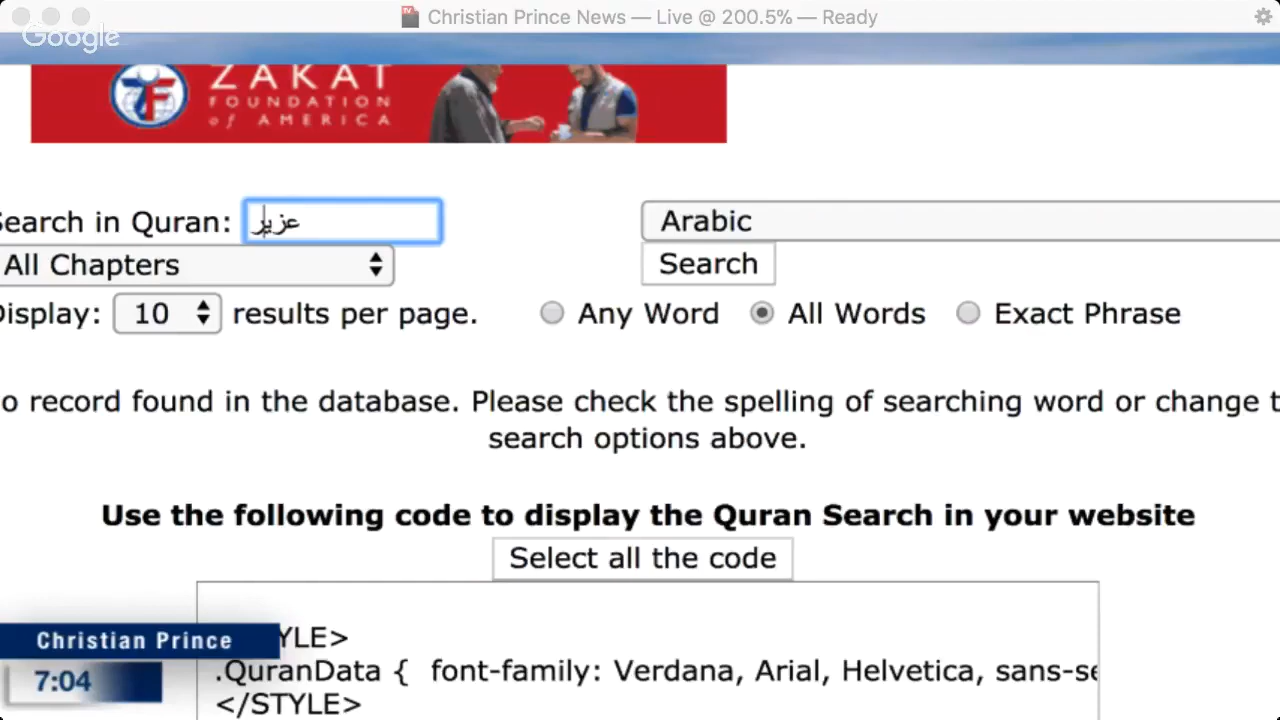 Christian Prince News — Live @ 200.5% — Ready
Google
ZAKAT
FOUNDATION
of AMERICA
Search in Quran: عزير
Arabic
All Chapters
Search
Display: 10 results per page. Any Word All Words Exact Phrase
o record found in the database. Please check the spelling of searching word or change t
search options above.
Use the following code to display the Quran Search in your website
Select all the code
YLE>
.QuranData { font-family: Verdana, Arial, Helvetica, sans-se
</STYLE>
Christian Prince
7:04